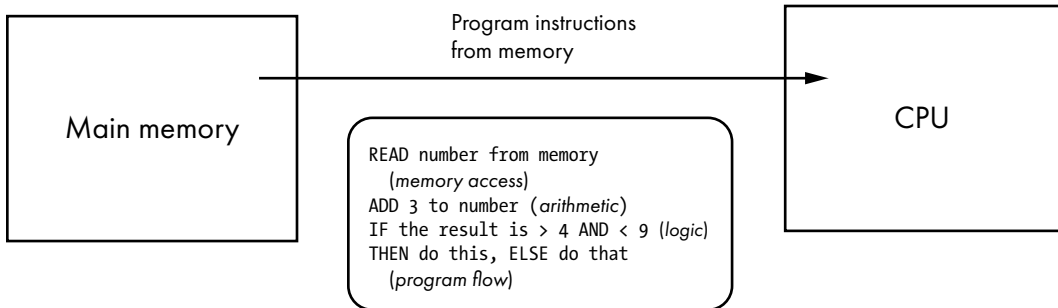 Program instructions
from memory
Main memory
CPU
READ number from memory
(memory access)
ADD 3 to number (arithmetic)
IF the result is > 4 AND < 9 (logic)
THEN do this, ELSE do that
(program flow)